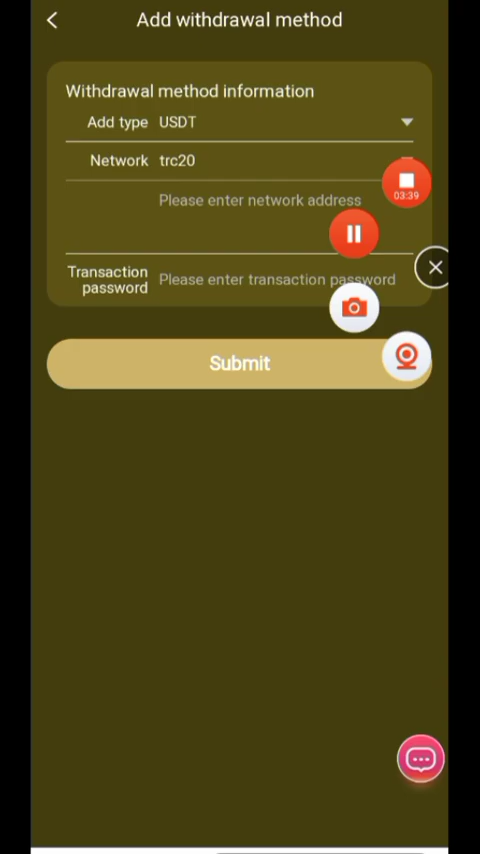 Add withdrawal method
Withdrawal method information
Add type USDT
Network trc20
03:39
Please enter network address
Transaction password Please enter transaction password
Submit